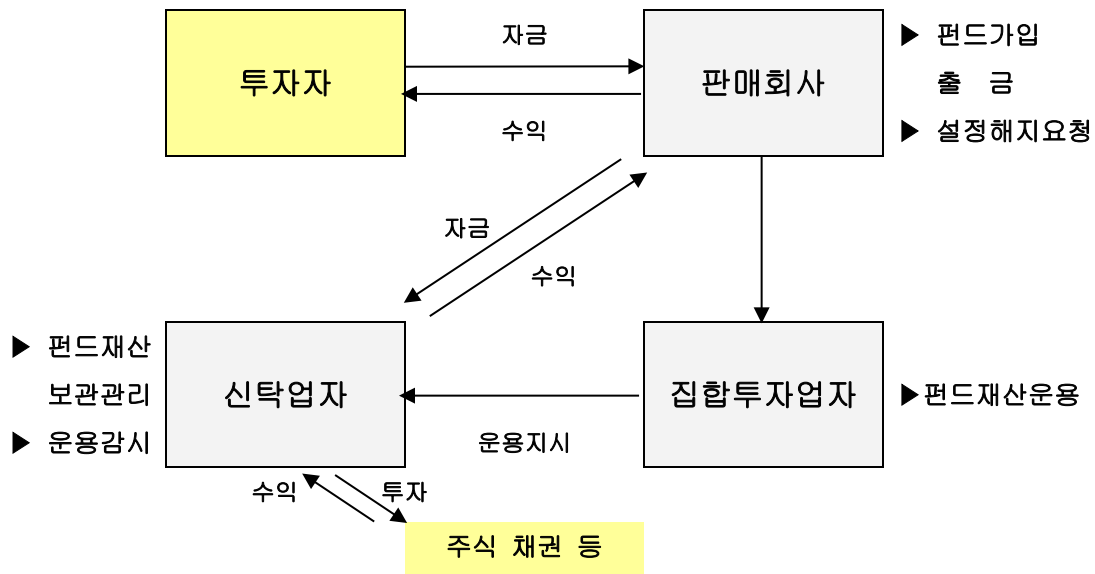 자금
투자자
판매회사
▶ 펀드가입
출 금
▶ 설정해지요청
수익
자금
수익
▶ 펀드재산
보관관리
▶ 운용감시
신탁업자
집합투자업자
▶펀드재산운용
운용지시
수익
투자
주식 채권 등